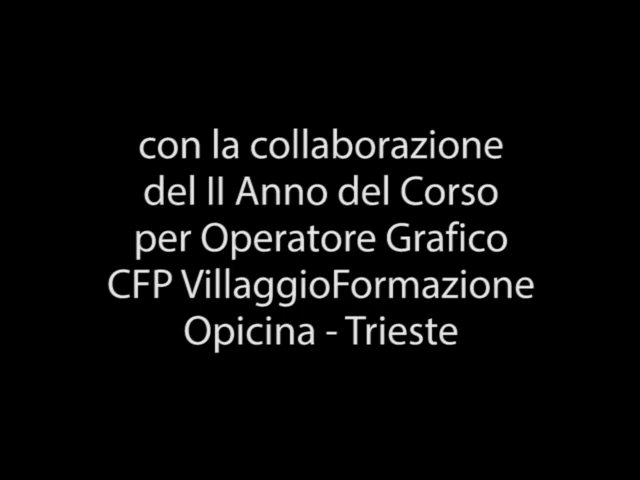 con la collaborazione
del II Anno del Corso
per Operatore Grafico
CFP VillaggioFormazione
Opicina - Trieste